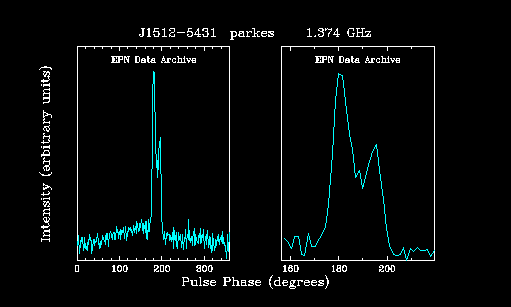 J1512-5431 parkes 1.374 GHz
EPN Data Archive EPN Data Archive
Intensity (arbitrary units)
0 100 200 300 160 180 200
Pulse Phase (degrees)